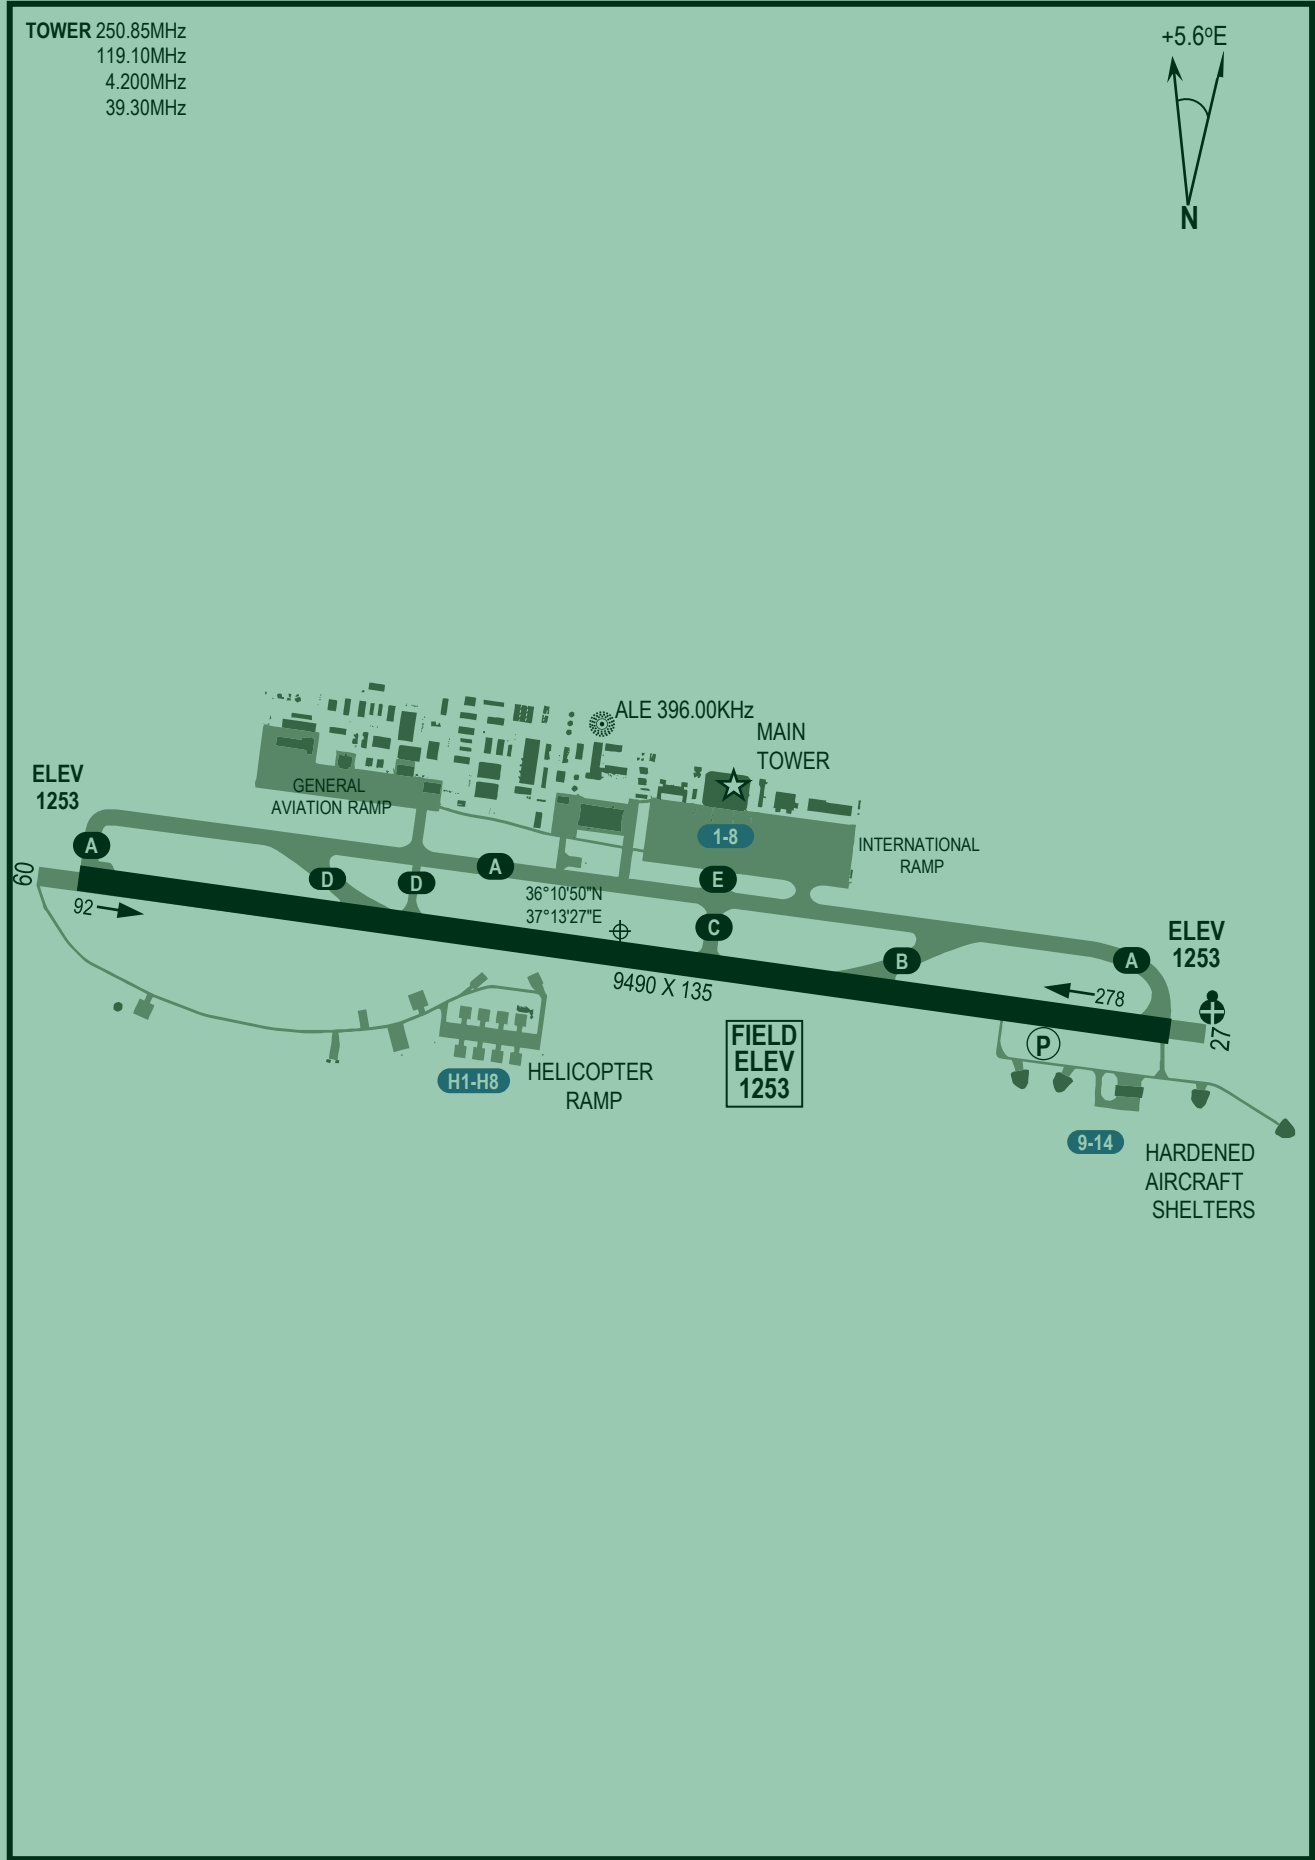 TOWER 250.85MHz
119.10MHz
4.200MHz
39.30MHz
+5.6ºE
N
ALE 396.00KHz
MAIN
TOWER
ELEV
1253
GENERAL
AVIATION RAMP
1-8
INTERNATIONAL
RAMP
A
09
92
D
D
A
E
36°10'50"N
37°13'27"E
C
B
A
ELEV
1253
9490 X 135
278
27
FIELD
ELEV
1253
P
H1-H8
HELICOPTER
RAMP
9-14
HARDENED
AIRCRAFT
SHELTERS